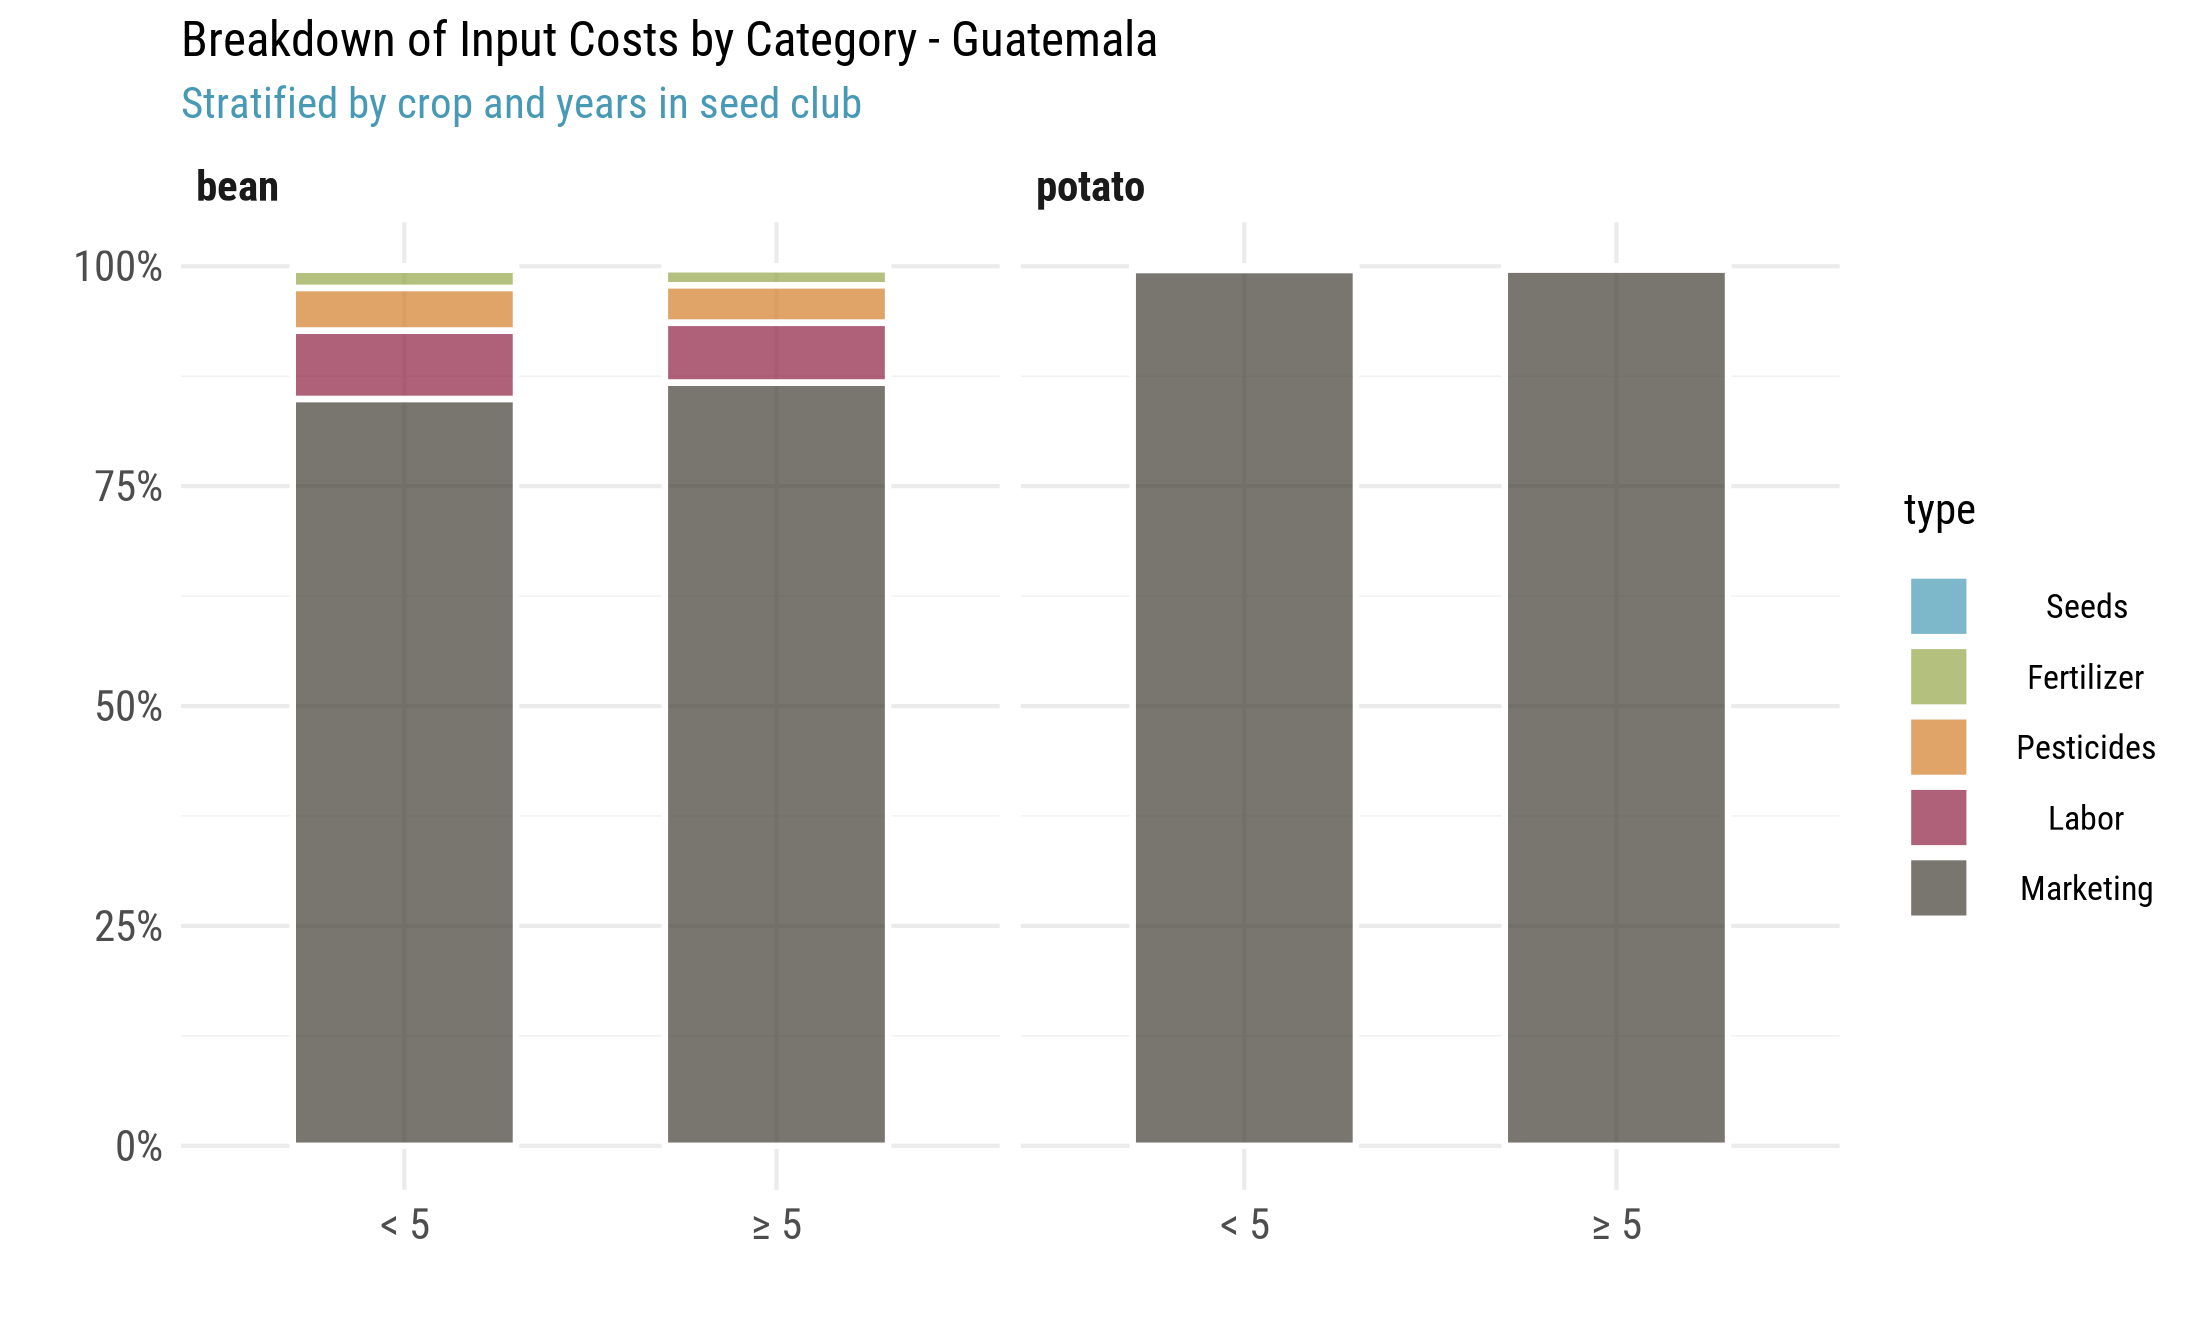 Breakdown of Input Costs by Category - Guatemala
Stratified by crop and years in seed club
bean
potato
100%
75%
50%
25%
0%
< 5
≥ 5
< 5
≥ 5
type
Seeds
Fertilizer
Pesticides
Labor
Marketing